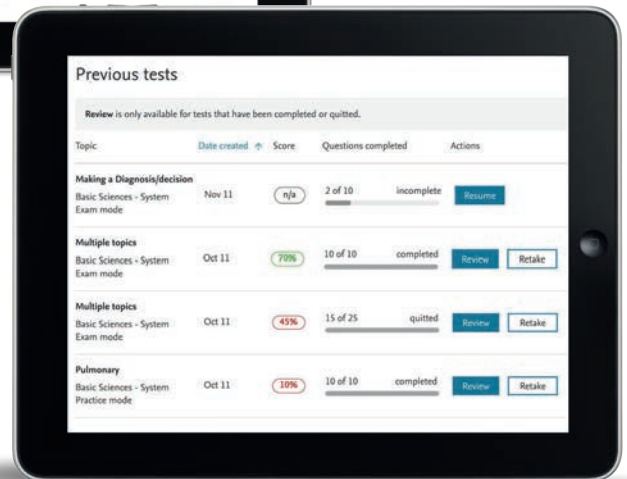 Previous tests
Review is only available for tests that have been completed or quitted.
Topic Date created ↑ Score Questions completed Actions
Making a Diagnosis/decision
Basic Sciences - System
Exam mode
Nov 11 n/a 2 of 10 incomplete Resume
Multiple topics
Basic Sciences - System
Exam mode
Oct 11 70% 10 of 10 completed Review Retake
Multiple topics
Basic Sciences - System
Exam mode
Oct 11 45% 15 of 25 quitted Review Retake
Pulmonary
Basic Sciences - System
Practice mode
Oct 11 10% 10 of 10 completed Review Retake